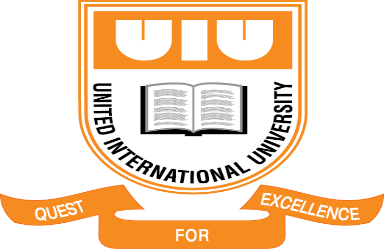 UIU
UNITED INTERNATIONAL UNIVERSITY
QUEST
FOR
EXCELLENCE